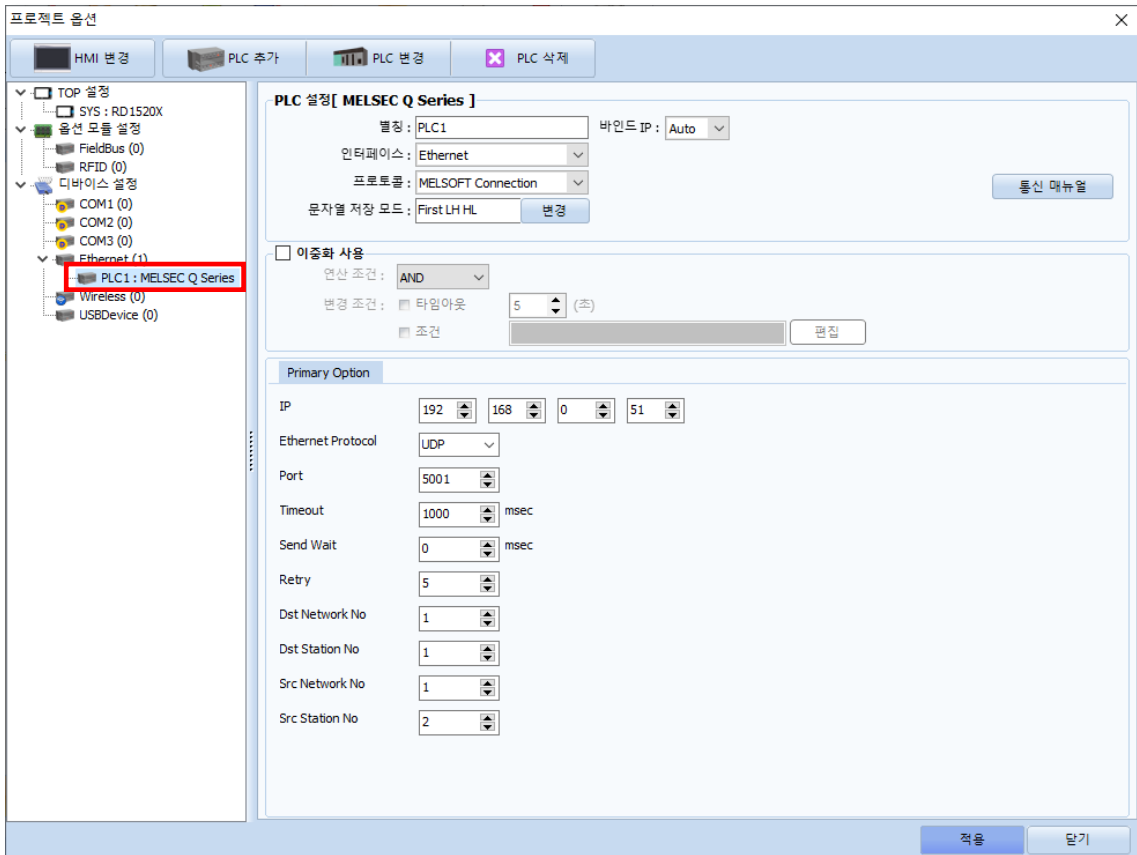 프로젝트 옵션
HMI 변경
PLC 추가
PLC 변경
PLC 삭제
TOP 설정
SYS : RD1520X
옵션 모듈 설정
FieldBus (0)
RFID (0)
디바이스 설정
COM1 (0)
COM2 (0)
COM3 (0)
Ethernet (1)
PLC1 : MELSEC Q Series
Wireless (0)
USBDevice (0)
PLC 설정[ MELSEC Q Series ]
별칭 : PLC1 바인드 IP : Auto
인터페이스 : Ethernet
프로토콜 : MELSOFT Connection 통신 매뉴얼
문자열 저장 모드 : First LH HL 변경
이중화 사용
연산 조건 : AND
변경 조건 : 타임아웃 5 (초)
조건 편집
Primary Option
IP 192 168 0 51
Ethernet Protocol UDP
Port 5001
Timeout 1000 msec
Send Wait 0 msec
Retry 5
Dst Network No 1
Dst Station No 1
Src Network No 1
Src Station No 2
적용 닫기